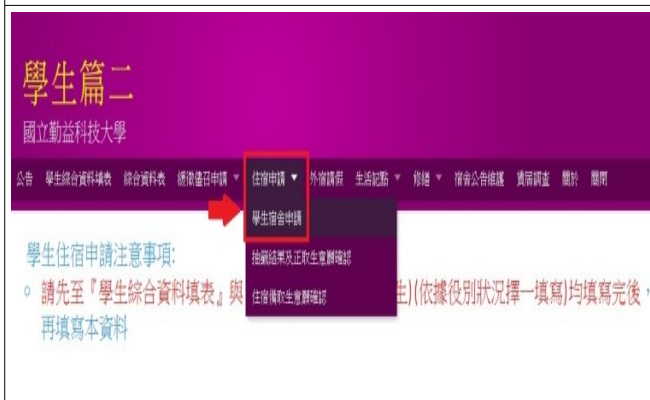 學生篇二
國立勤益科技大學
公告 學生綜合資料填表 綜合資料表 緩徵儘召申請 住宿申請 外宿請假 生活記點 修繕 宿舍公告維護 賃居調查 關於 關閉
學生宿舍申請
抽籤結果及正取生意願確認
住宿備取生意願確認
學生住宿申請注意事項:
請先至『學生綜合資料填表』與 生)(依據役別狀況擇一填寫)均填寫完後,
再填寫本資料